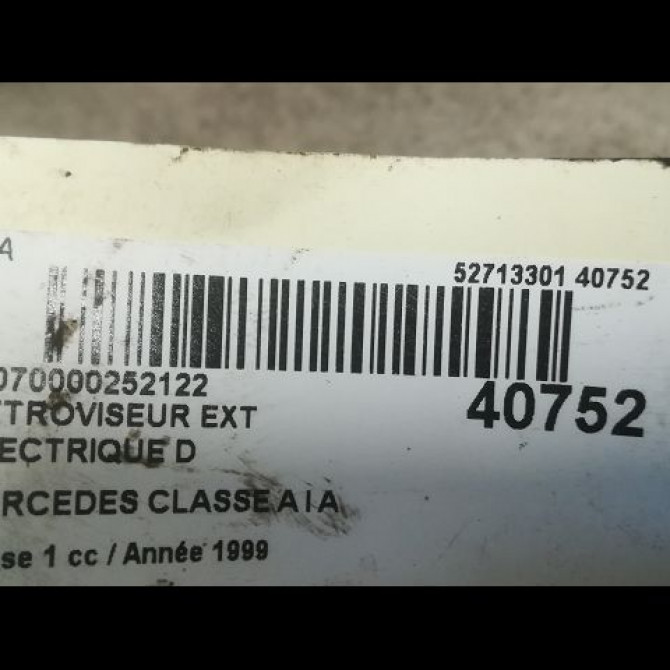 A
52713301 40752
070000252122
40752
TROVISEUR EXT
ECTRIQUE D
RCEDES CLASSE A I A
se 1 cc / Année 1999